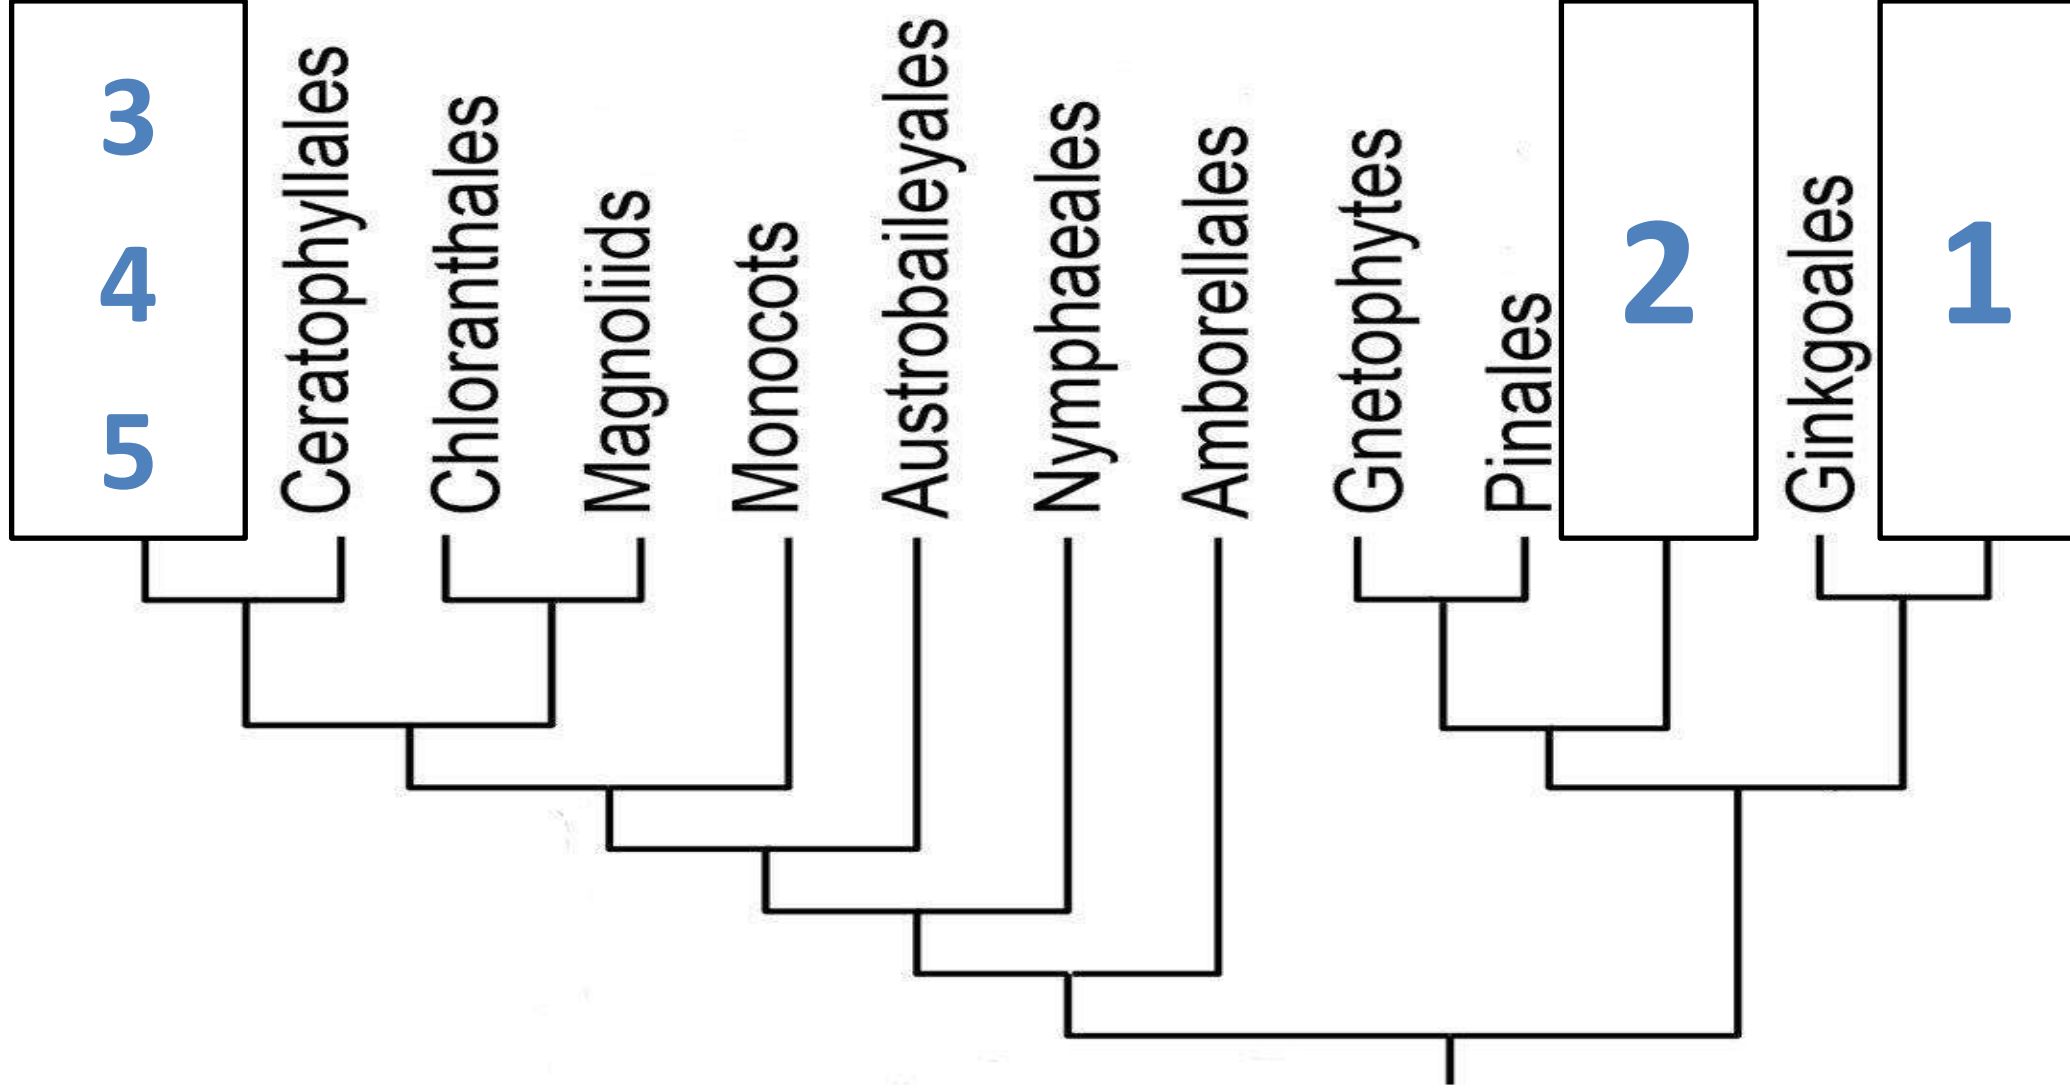 3
4
5
Ceratophyllales
Chloranthales
Magnoliids
Monocots
Austrobaileyales
Nymphaeales
Amborellales
Gnetophytes
Pinales
2
Ginkgoales
1